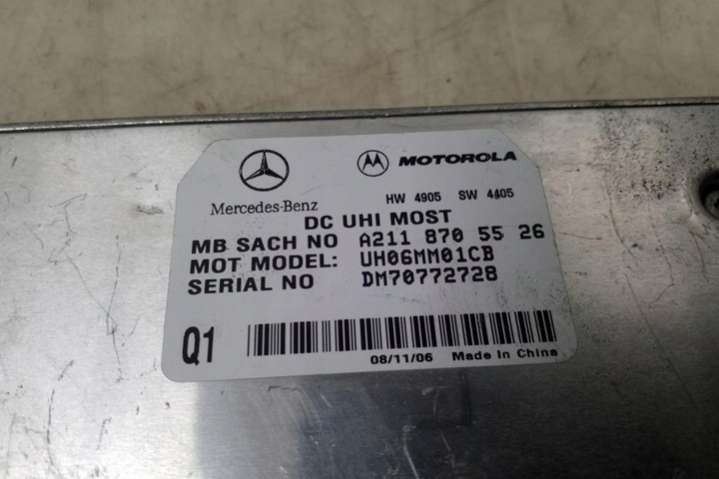 MOTOROLA
Mercedes-Benz
HW 4905 SW 4405
DC UHI MOST
MB SACH NO A211 870 55 26
MOT MODEL: UH06MM01CB
SERIAL NO DM70772728
Q1
08/11/06 Made In China